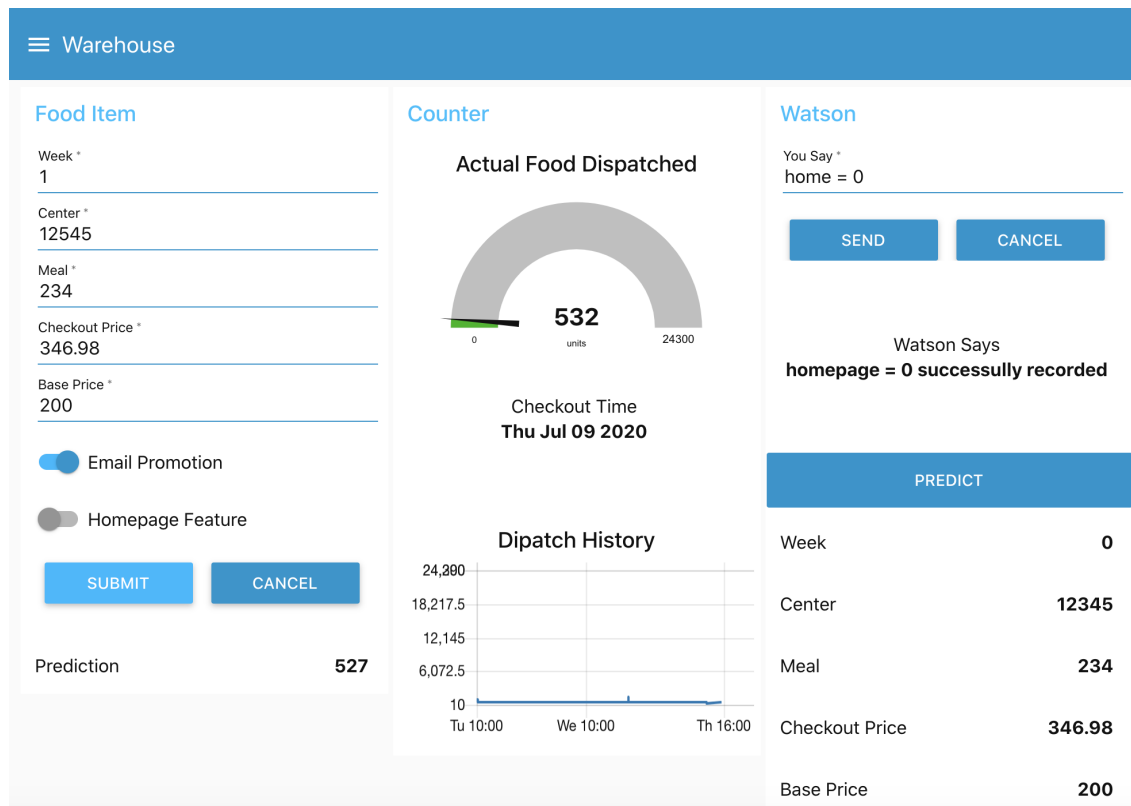 Warehouse
Food Item
Week *
1
Center *
12545
Meal *
234
Checkout Price *
346.98
Base Price *
200
Email Promotion
Homepage Feature
SUBMIT CANCEL
Prediction 527
Counter
Actual Food Dispatched
532
0 units 24300
Checkout Time
Thu Jul 09 2020
Dipatch History
18,217.5
12,145
6,072.5
10
Tu 10:00 We 10:00 Th 16:00
Watson
You Say *
home = 0
SEND CANCEL
Watson Says
homepage = 0 successully recorded
PREDICT
Week 0
Center 12345
Meal 234
Checkout Price 346.98
Base Price 200